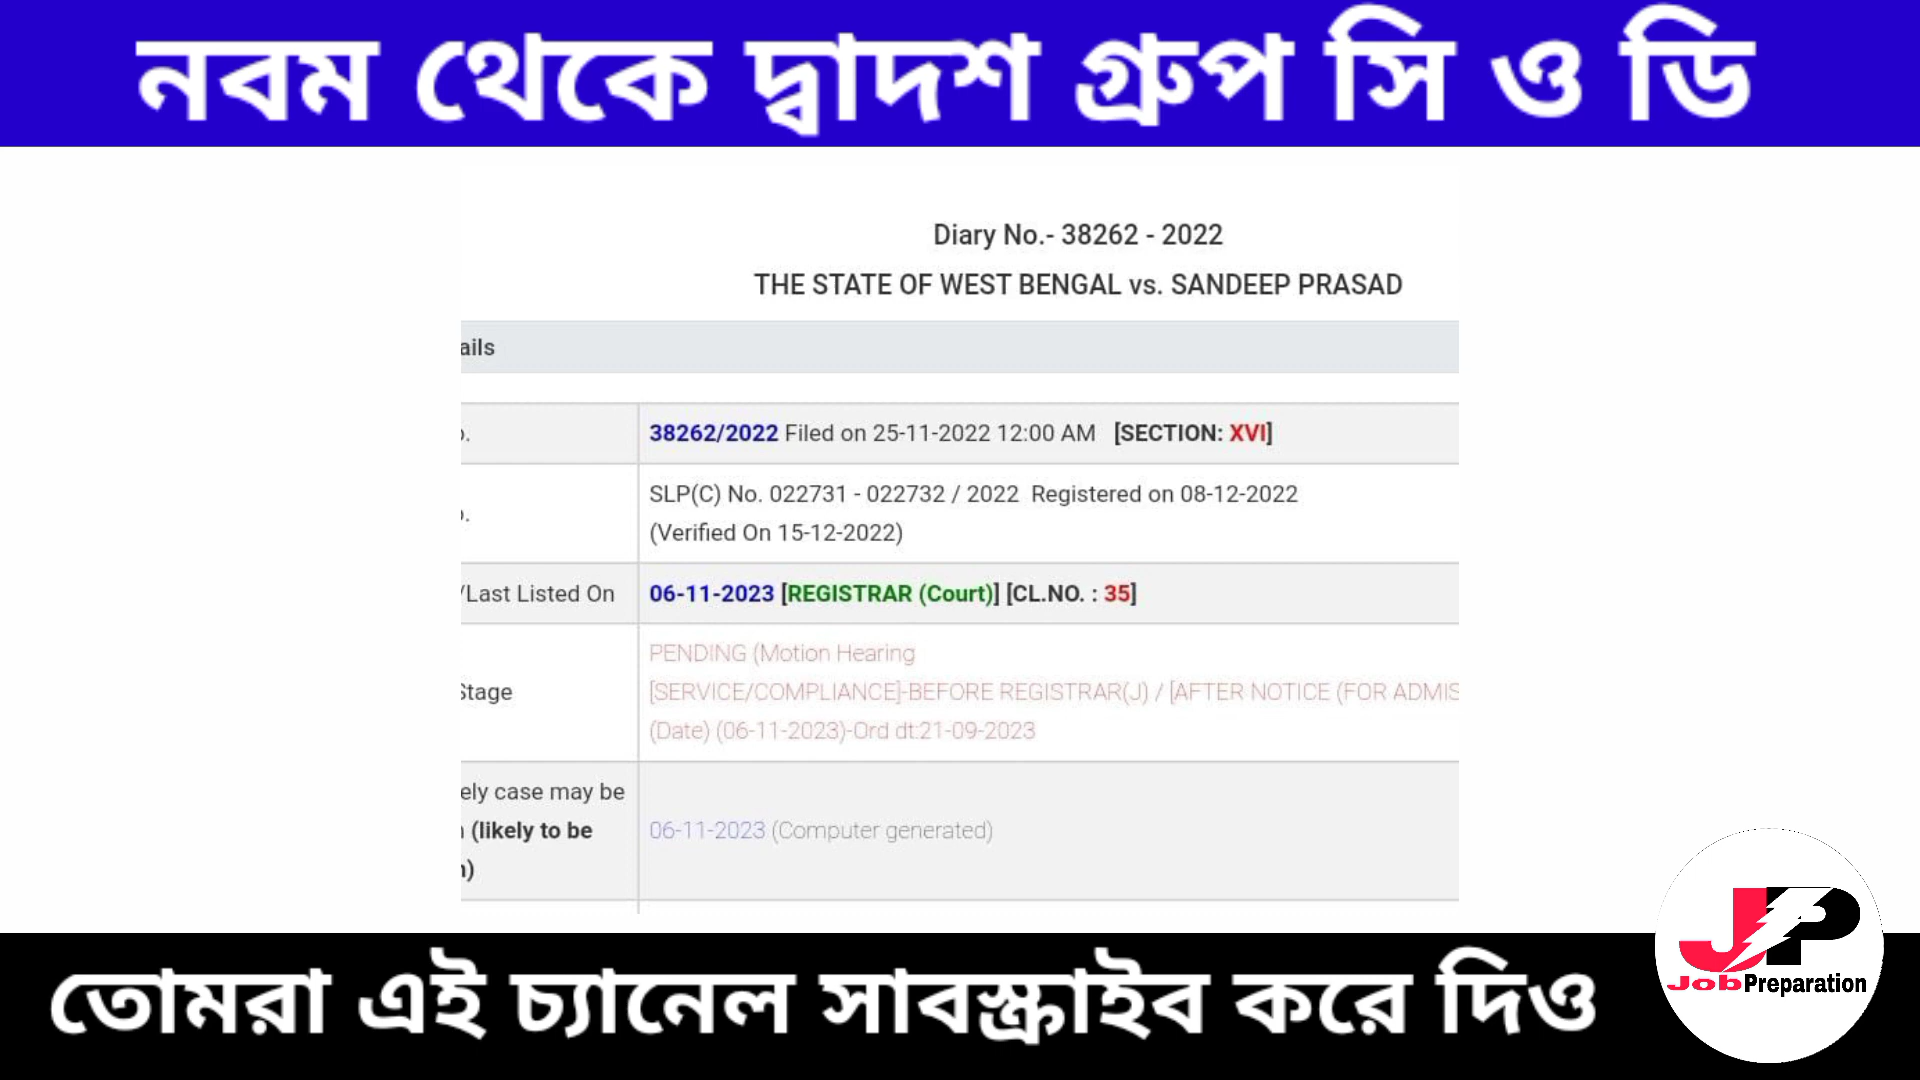 নবম থেকে দ্বাদশ গ্রুপ সি ও ডি
Diary No.- 38262 - 2022
THE STATE OF WEST BENGAL vs. SANDEEP PRASAD
ails
38262/2022 Filed on 25-11-2022 12:00 AM [SECTION: XVI]
SLP(C) No. 022731 - 022732 / 2022 Registered on 08-12-2022
(Verified On 15-12-2022)
/Last Listed On 06-11-2023 [REGISTRAR (Court)] [CL.NO. : 35]
PENDING (Motion Hearing
Stage [SERVICE/COMPLIANCE]-BEFORE REGISTRAR(J) / [AFTER NOTICE (FOR ADMIS
(Date) (06-11-2023)-Ord dt:21-09-2023
ely case may be
(likely to be 06-11-2023 (Computer generated)
JP
Job Preparation
তোমরা এই চ্যানেল সাবস্ক্রাইব করে দিও